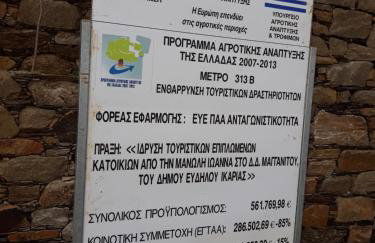 Η Ευρώπη επενδύει
στις αγροτικές περιοχές
ΥΠΟΥΡΓΕΙΟ
ΑΓΡΟΤΙΚΗΣ
ΑΝΑΠΤΥΞΗΣ
& ΤΡΟΦΙΜΩΝ
ΠΡΟΓΡΑΜΜΑ ΑΓΡΟΤΙΚΗΣ ΑΝΑΠΤΥΞΗΣ
ΤΗΣ ΕΛΛΑΔΑΣ 2007-2013
ΜΕΤΡΟ 313 Β
ΕΝΘΑΡΡΥΝΣΗ ΤΟΥΡΙΣΤΙΚΩΝ ΔΡΑΣΤΗΡΙΟΤΗΤΩΝ
ΦΟΡΕΑΣ ΕΦΑΡΜΟΓΗΣ : ΕΥΕ ΠΑΑ ΑΝΤΑΓΩΝΙΣΤΙΚΟΤΗΤΑ
ΠΡΑΞΗ: «ΙΔΡΥΣΗ ΤΟΥΡΙΣΤΙΚΩΝ ΕΠΙΠΛΩΜΕΝΩΝ
ΚΑΤΟΙΚΙΩΝ ΑΠΟ ΤΗΝ ΜΑΝΩΛΗ ΙΩΑΝΝΑ ΣΤΟ Δ.Δ. ΜΑΓΓΑΝΙΤΟΥ.
ΤΟΥ ΔΗΜΟΥ ΕΥΔΗΛΟΥ ΙΚΑΡΙΑΣ»
ΣΥΝΟΛΙΚΟΣ ΠΡΟΫΠΟΛΟΓΙΣΜΟΣ: 561.769,98 €
ΚΟΙΝΟΤΙΚΗ ΣΥΜΜΕΤΟΧΗ (ΕΓΤΑΑ): 286.502,69 €-85%